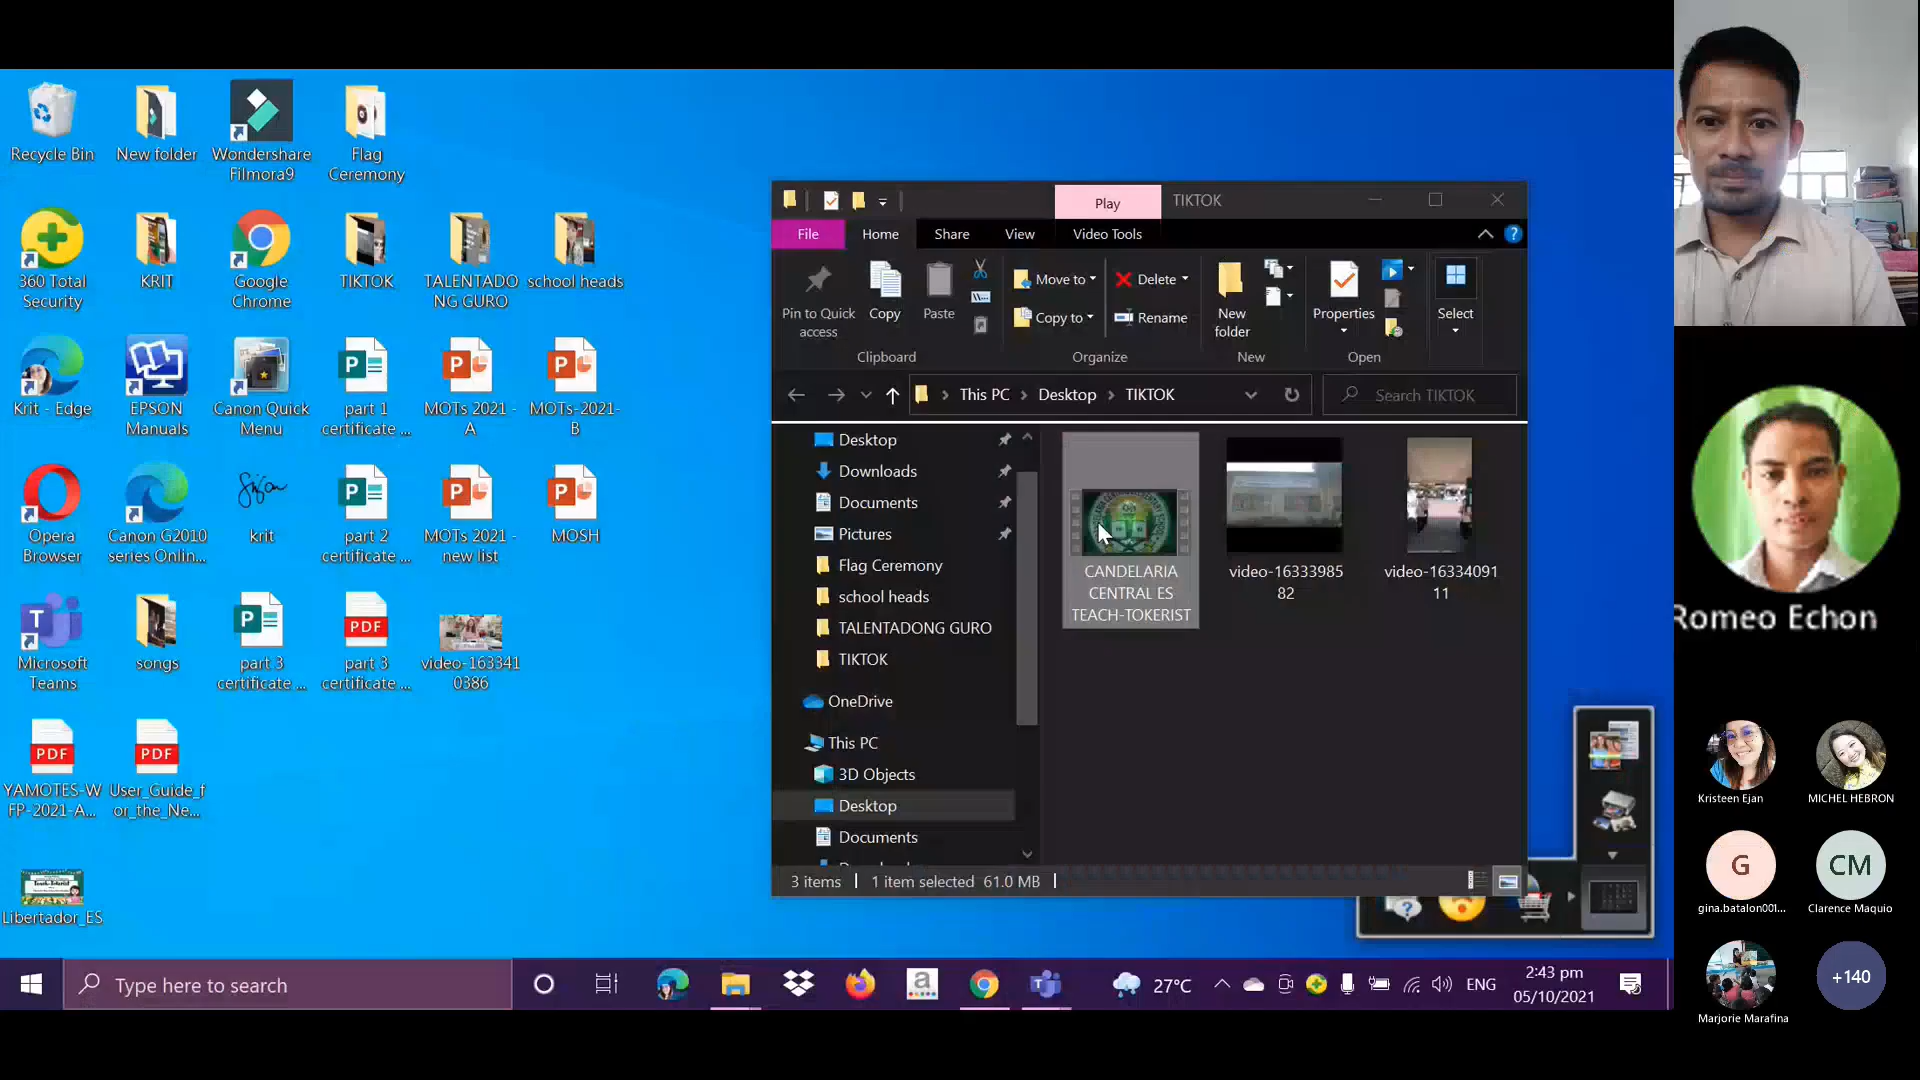 Recycle Bin
New folder
Wondershare
Filmora9
Flag
Ceremony
360 Total
Security
KRIT
Google
Chrome
TIKTOK
TALENTADO
NG GURO
school heads
Krit - Edge
EPSON
Manuals
Canon Quick
Menu
part 1
certificate ...
MOTs 2021 -
A
MOTs-2021-
B
Opera
Browser
Canon G2010
series Onlin...
krit
part 2
certificate ...
MOTs 2021 -
new list
MOSH
Microsoft
Teams
songs
part 3
certificate ...
PDF
part 3
certificate ...
video-163341
0386
PDF
YAMOTES-W
FP-2021-A...
PDF
User_Guide_f
or_the_Ne...
Libertador_ES
Play
TIKTOK
File
Home
Share
View
Video Tools
Pin to Quick
access
Copy
Paste
Move to
Copy to
Delete
Rename
New
folder
Properties
Select
Clipboard
Organize
New
Open
This PC
Desktop
TIKTOK
Search TIKTOK
Desktop
Downloads
Documents
Pictures
Flag Ceremony
school heads
TALENTADONG GURO
TIKTOK
OneDrive
This PC
3D Objects
Desktop
Documents
CANDELARIA
CENTRAL ES
TEACH-TOKERIST
video-16333985
82
video-16334091
11
3 items
1 item selected 61.0 MB
Type here to search
27°C
ENG
2:43 pm
05/10/2021
Romeo Echon
Kristeen Ejan
MICHEL HEBRON
G
gina.batalon001...
CM
Clarence Maquio
Marjorie Marafina
+140